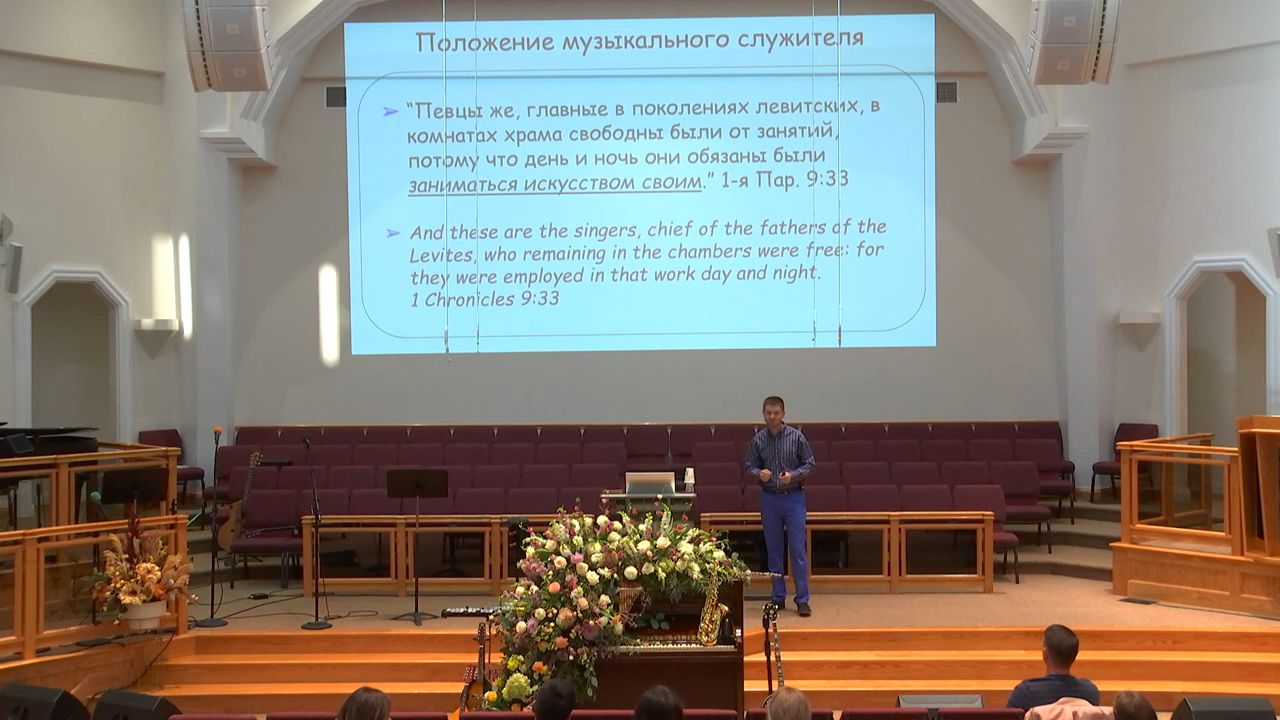 Положение музыкального служителя
➢ "Певцы же, главные в поколениях левитских, в
комнатах храма свободны были от занятий,
потому что день и ночь они обязаны были
заниматься искусством своим." 1-я Пар. 9:33
➢ And these are the singers, chief of the fathers of the
Levites, who remaining in the chambers were free: for
they were employed in that work day and night.
1 Chronicles 9:33